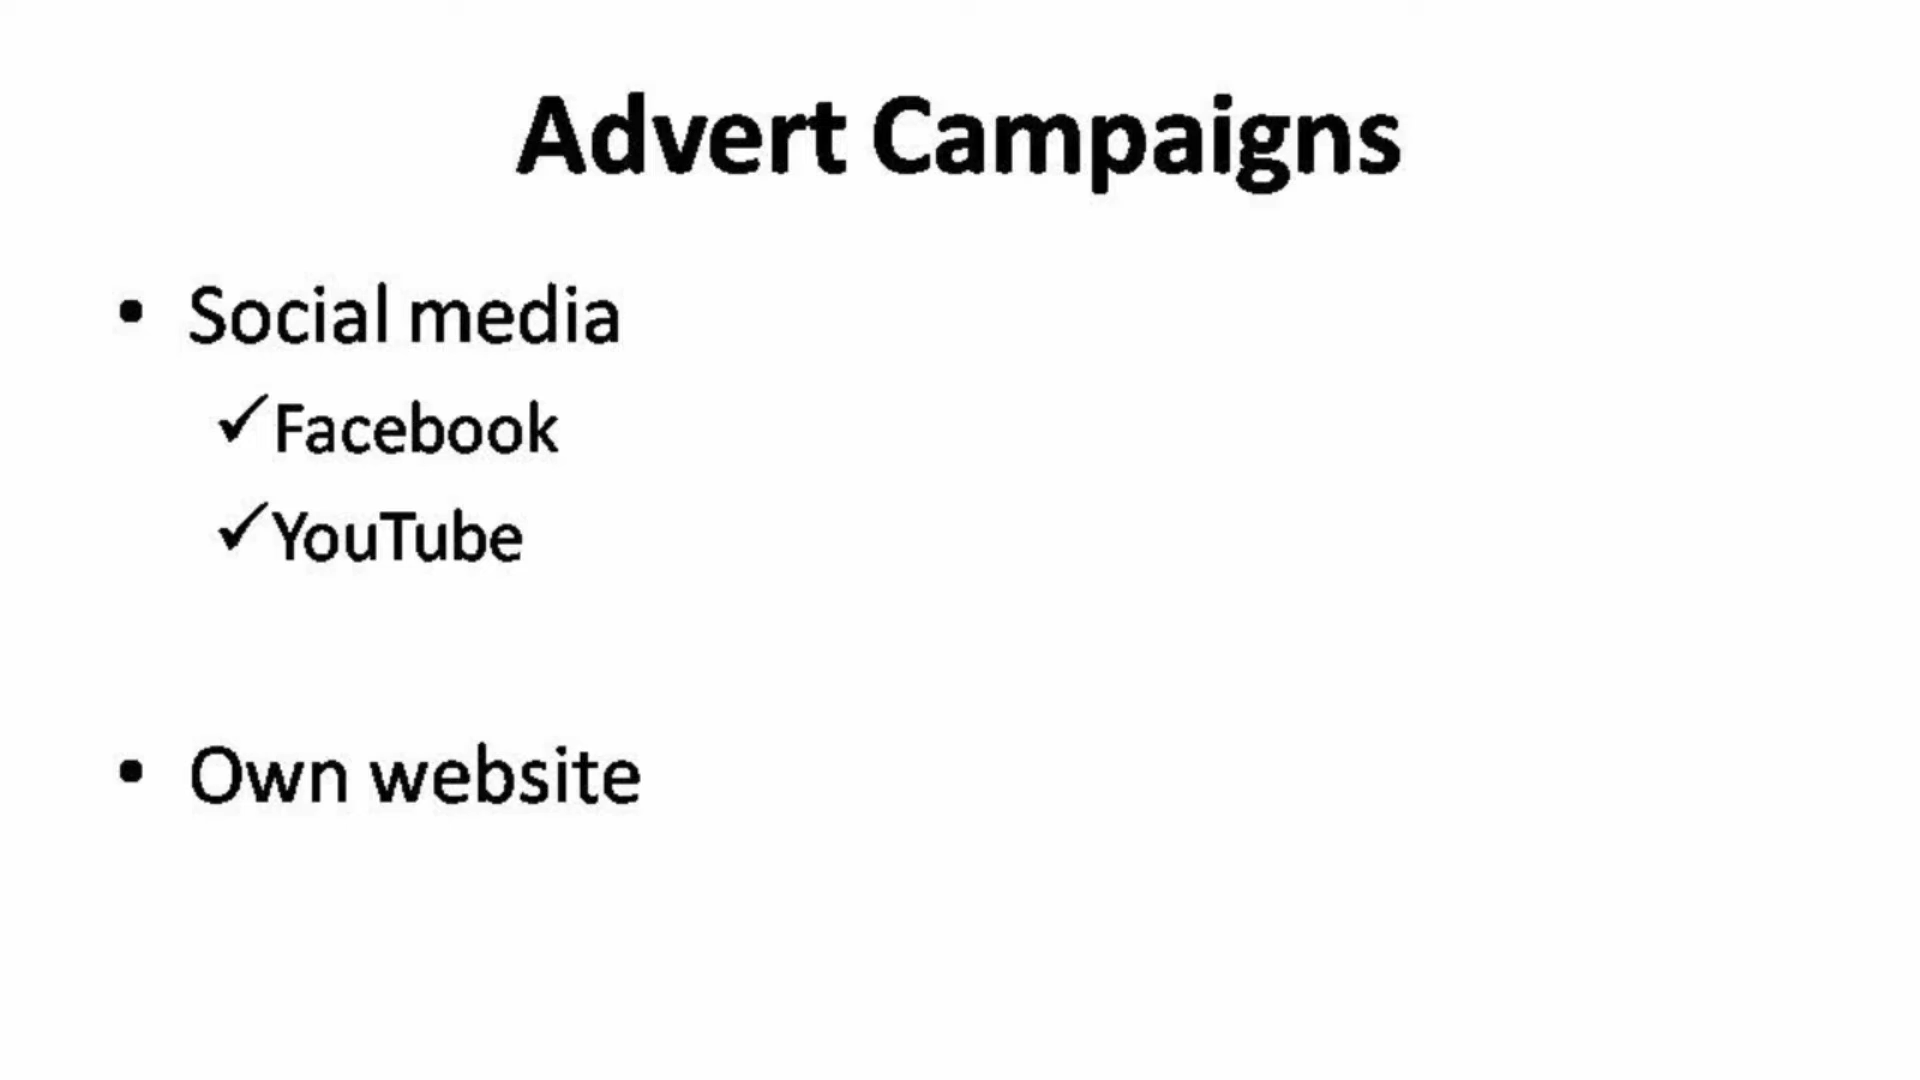 Advert Campaigns
• Social media
✓Facebook
✓YouTube
• Own website